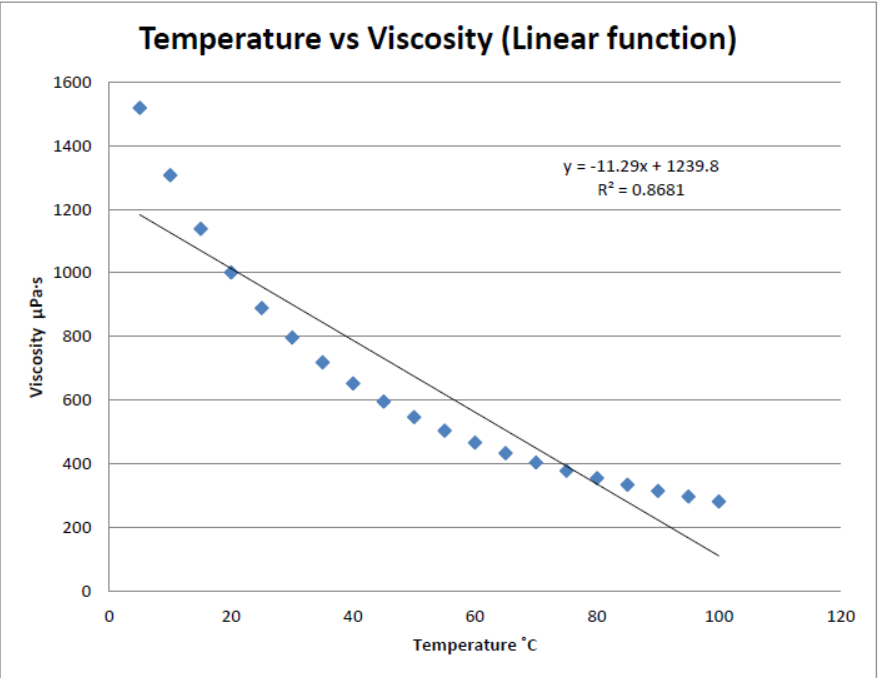 Temperature vs Viscosity (Linear function)
1600
1400
1200
1000
800
600
400
200
0
Viscosity µPa·s
y = -11.29x + 1239.8
R² = 0.8681
0 20 40 60 80 100 120
Temperature ˚C